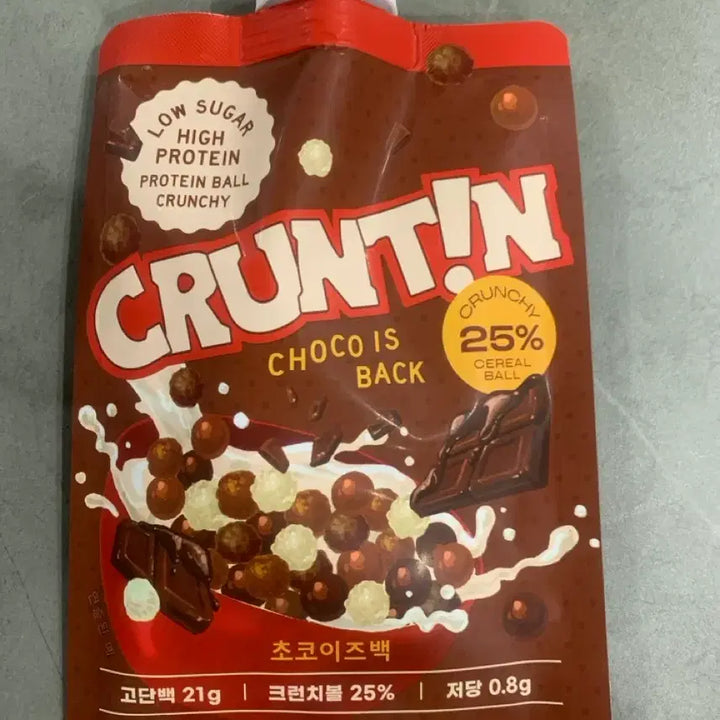 LOW SUGAR
HIGH
PROTEIN
PROTEIN BALL
CRUNCHY
CRUNT!N
CHOCO IS
BACK
CRUNCHY
25%
CEREAL
BALL
초코이즈백
고단백 21g | 크런치볼 25% | 저당 0.8g